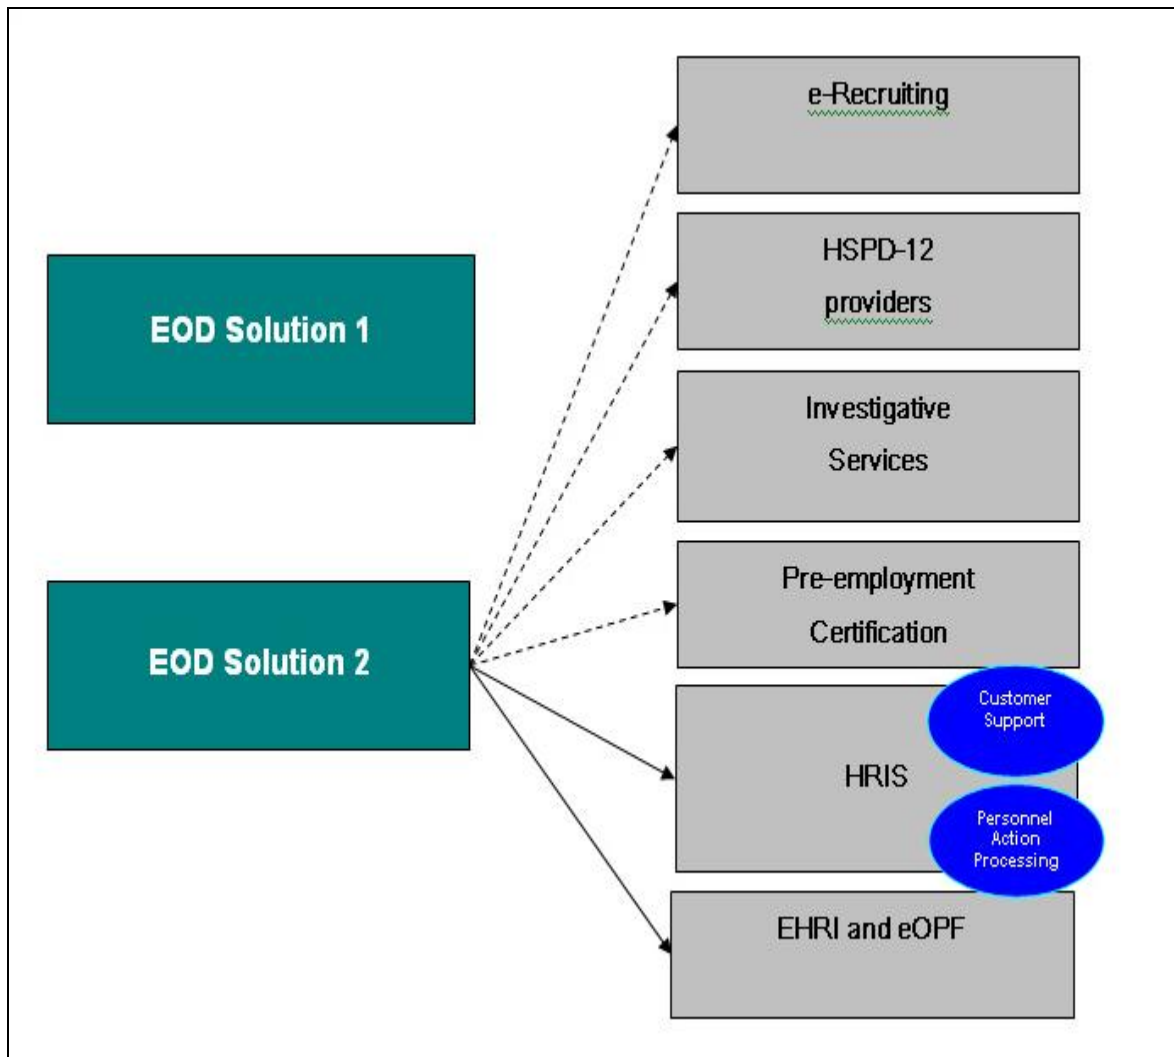 EOD Solution 1
EOD Solution 2
e-Recruiting
HSPD-12
providers
Investigative
Services
Pre-employment
Certification
HRIS
Customer
Support
Personnel
Action
Processing
EHRI and eOPF